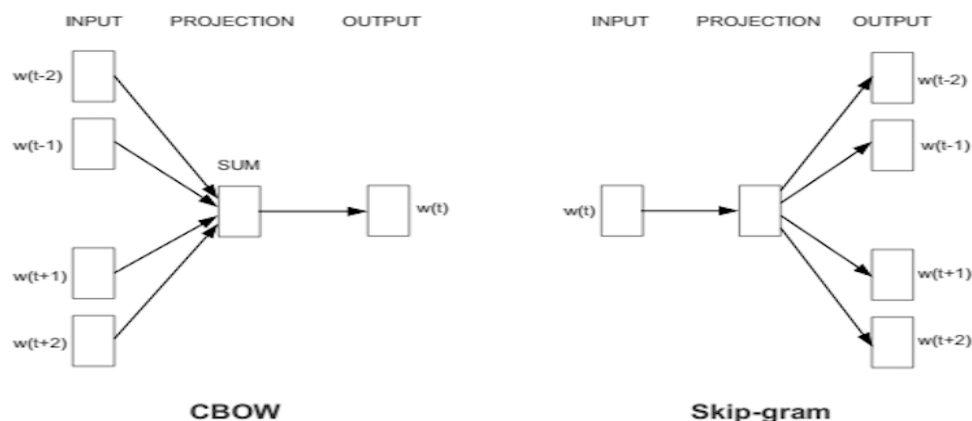 INPUT PROJECTION OUTPUT
w(t-2)
w(t-1)
SUM
w(t)
w(t+1)
w(t+2)
CBOW
INPUT PROJECTION OUTPUT
w(t-2)
w(t-1)
w(t)
w(t+1)
w(t+2)
Skip-gram